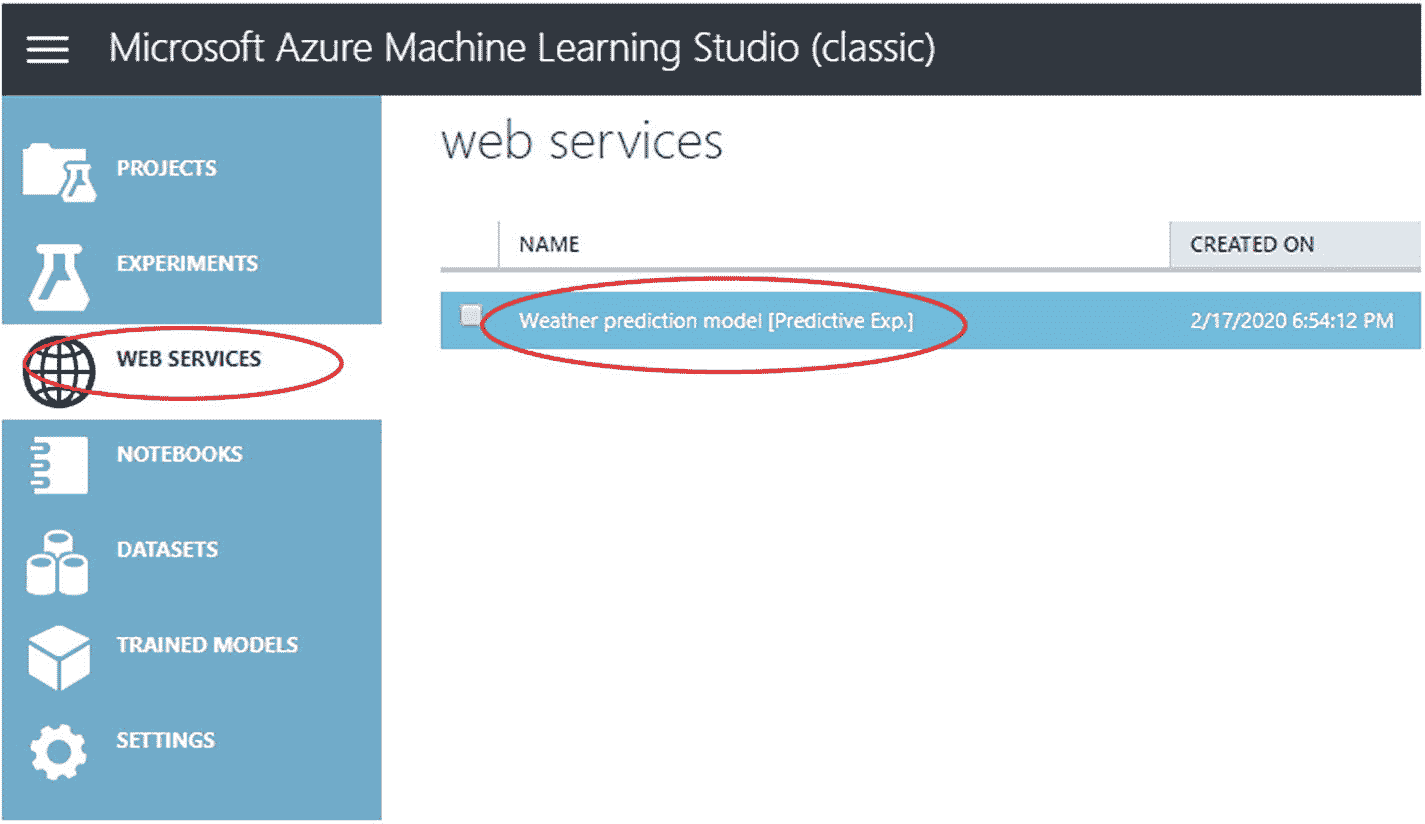 Microsoft Azure Machine Learning Studio (classic)
PROJECTS
EXPERIMENTS
WEB SERVICES
NOTEBOOKS
DATASETS
TRAINED MODELS
SETTINGS
web services
NAME CREATED ON
Weather prediction model [Predictive Exp.] 2/17/2020 6:54:12 PM